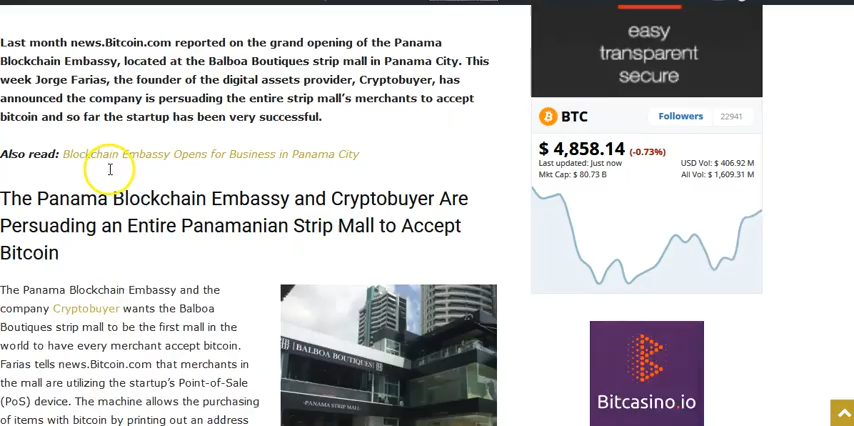 Last month news.Bitcoin.com reported on the grand opening of the Panama
Blockchain Embassy, located at the Balboa Boutiques strip mall in Panama City. This
week Jorge Farias, the founder of the digital assets provider, Cryptobuyer, has
announced the company is persuading the entire strip mall's merchants to accept
bitcoin and so far the startup has been very successful.
Also read: Blockchain Embassy Opens for Business in Panama City
The Panama Blockchain Embassy and Cryptobuyer Are
Persuading an Entire Panamanian Strip Mall to Accept
Bitcoin
The Panama Blockchain Embassy and the
company Cryptobuyer wants the Balboa
Boutiques strip mall to be the first mall in the
world to have every merchant accept bitcoin.
Farias tells news.Bitcoin.com that merchants in
the mall are utilizing the startup's Point-of-Sale
(PoS) device. The machine allows the purchasing
of items with bitcoin by printing out an address
BALBOA BOUTIQUES
PANAMA STRIP MALL
easy
transparent
secure
BTC
Followers 22941
$ 4,858.14 (-0.73%)
Last updated: Just now
USD Vol: $ 406.92 M
Mkt Cap: $ 80.73 B
All Vol: $ 1,609.31 M
Bitcasino.io